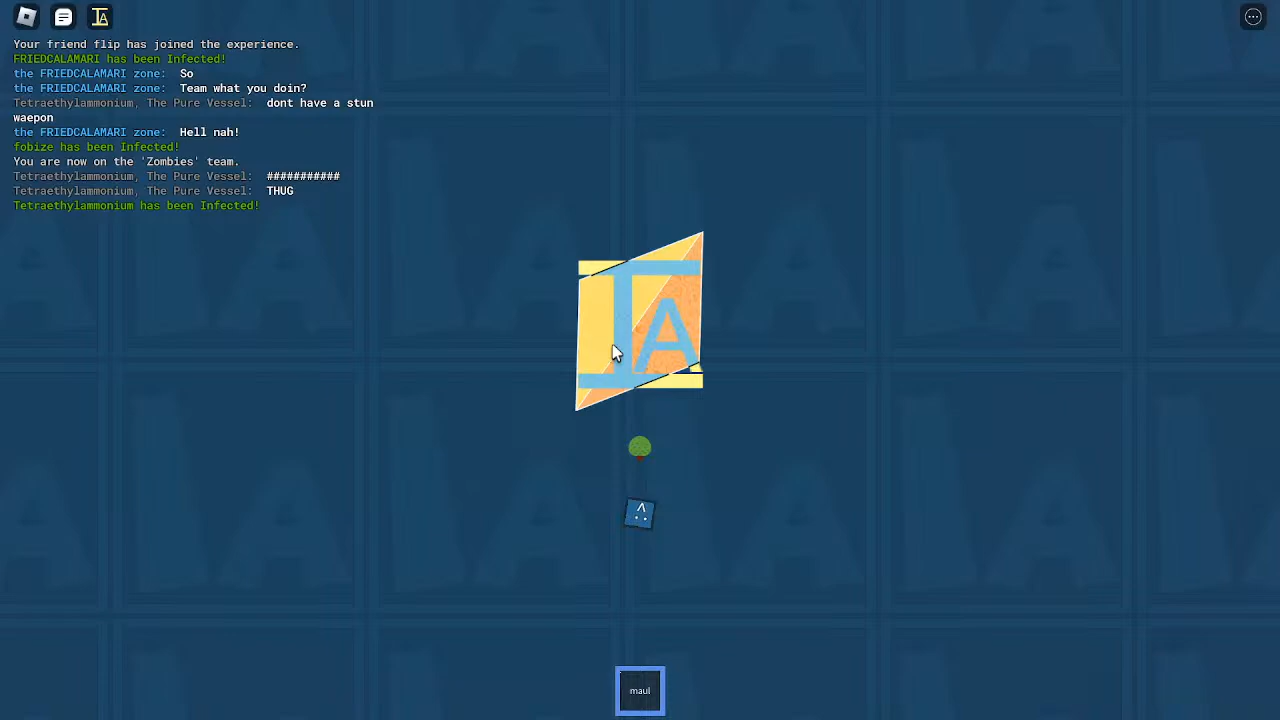 IA
Your friend flip has joined the experience.
FRIEDCALAMARI has been Infected!
the FRIEDCALAMARI zone: So
the FRIEDCALAMARI zone: Team what you doin?
Tetraethylammonium, The Pure Vessel: dont have a stun
waepon
the FRIEDCALAMARI zone: Hell nah!
fobize has been Infected!
You are now on the 'Zombies' team.
Tetraethylammonium, The Pure Vessel: ###########
Tetraethylammonium, The Pure Vessel: THUG
Tetraethylammonium has been Infected!
IA
maul